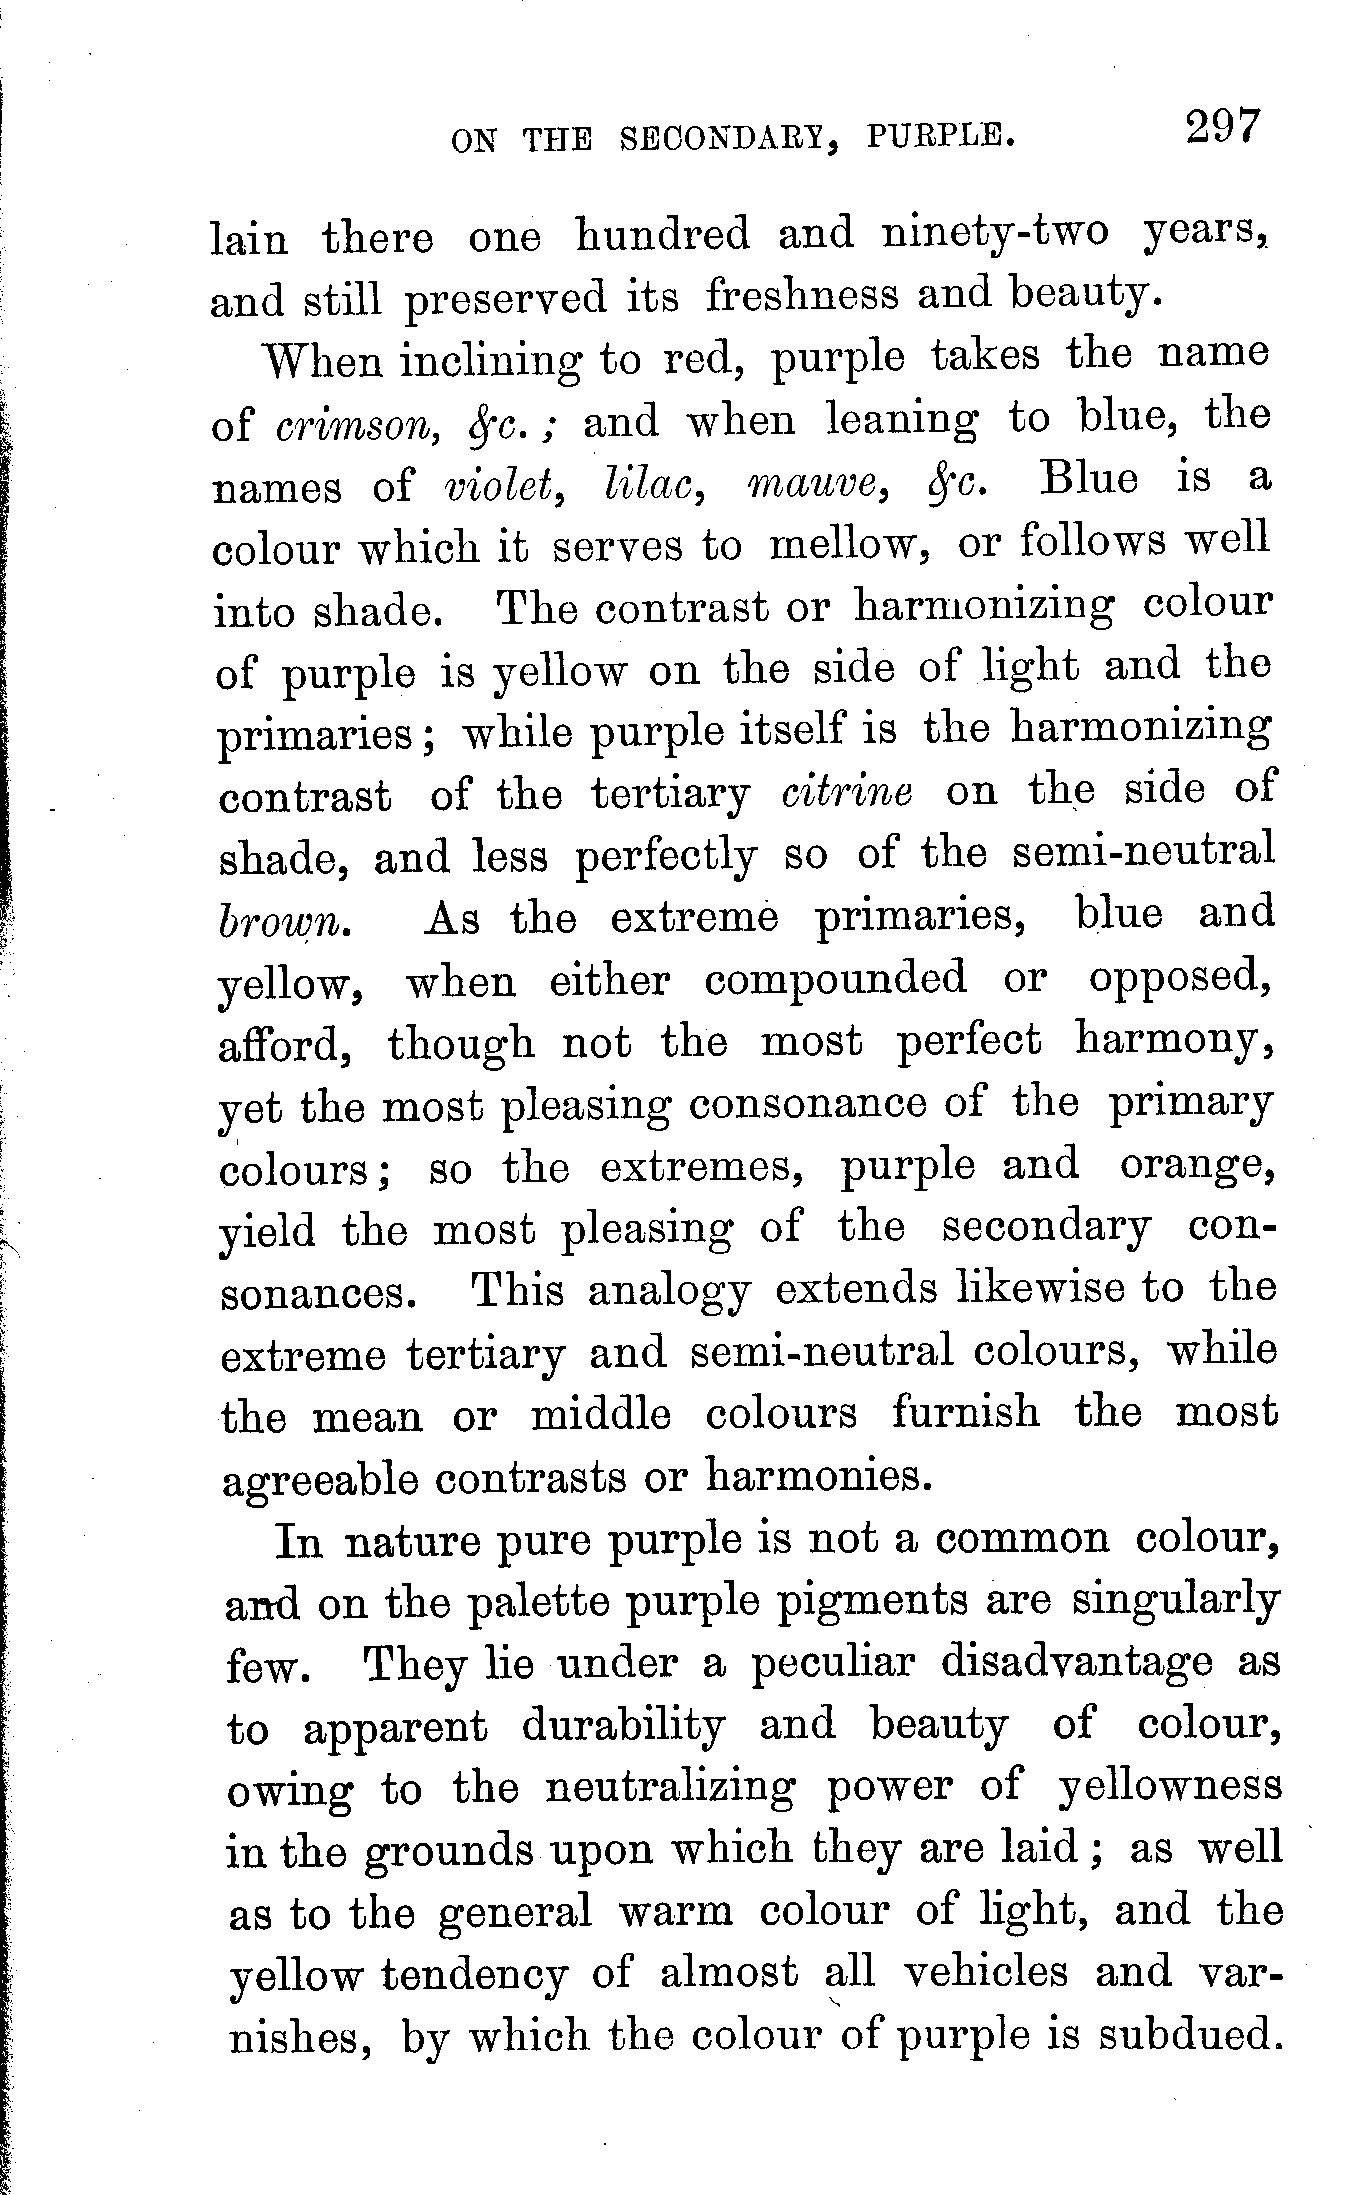 ON THE SECONDARY, PURPLE. 297
lain there one hundred and ninety-two years,
and still preserved its freshness and beauty.
When inclining to red, purple takes the name
of crimson, &c. ; and when leaning to blue, the
names of violet, lilac, mauve, &c. Blue is a
colour which it serves to mellow, or follows well
into shade. The contrast or harmonizing colour
of purple is yellow on the side of light and the
primaries ; while purple itself is the harmonizing
contrast of the tertiary citrine on the side of
shade, and less perfectly so of the semi-neutral
brown. As the extreme primaries, blue and
yellow, when either compounded or opposed,
afford, though not the most perfect harmony,
yet the most pleasing consonance of the primary
colours ; so the extremes, purple and orange,
yield the most pleasing of the secondary con-
sonances. This analogy extends likewise to the
extreme tertiary and semi-neutral colours, while
the mean or middle colours furnish the most
agreeable contrasts or harmonies.
In nature pure purple is not a common colour,
and on the palette purple pigments are singularly
few. They lie under a peculiar disadvantage as
to apparent durability and beauty of colour,
owing to the neutralizing power of yellowness
in the grounds upon which they are laid ; as well
as to the general warm colour of light, and the
yellow tendency of almost all vehicles and var-
nishes, by which the colour of purple is subdued.